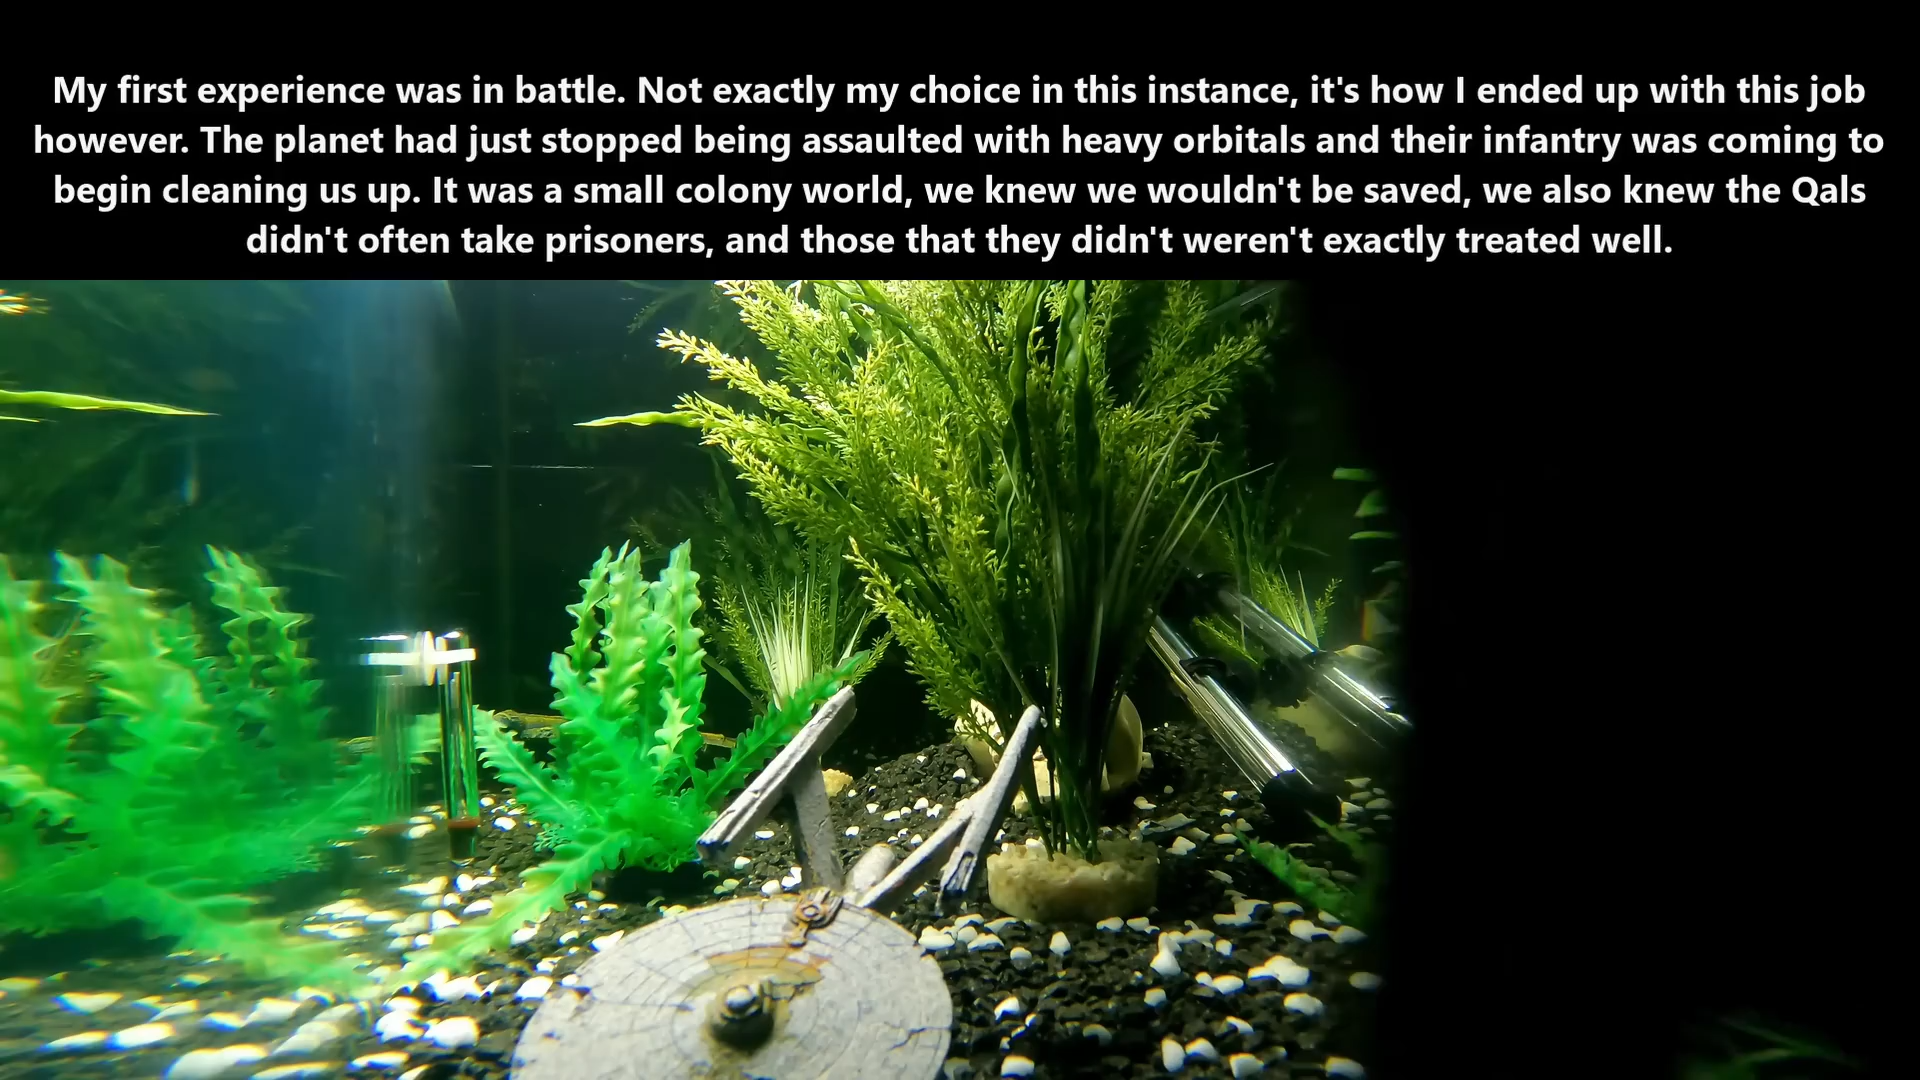 My first experience was in battle. Not exactly my choice in this instance, it's how I ended up with this job
however. The planet had just stopped being assaulted with heavy orbitals and their infantry was coming to
begin cleaning us up. It was a small colony world, we knew we wouldn't be saved, we also knew the Qals
didn't often take prisoners, and those that they didn't weren't exactly treated well.